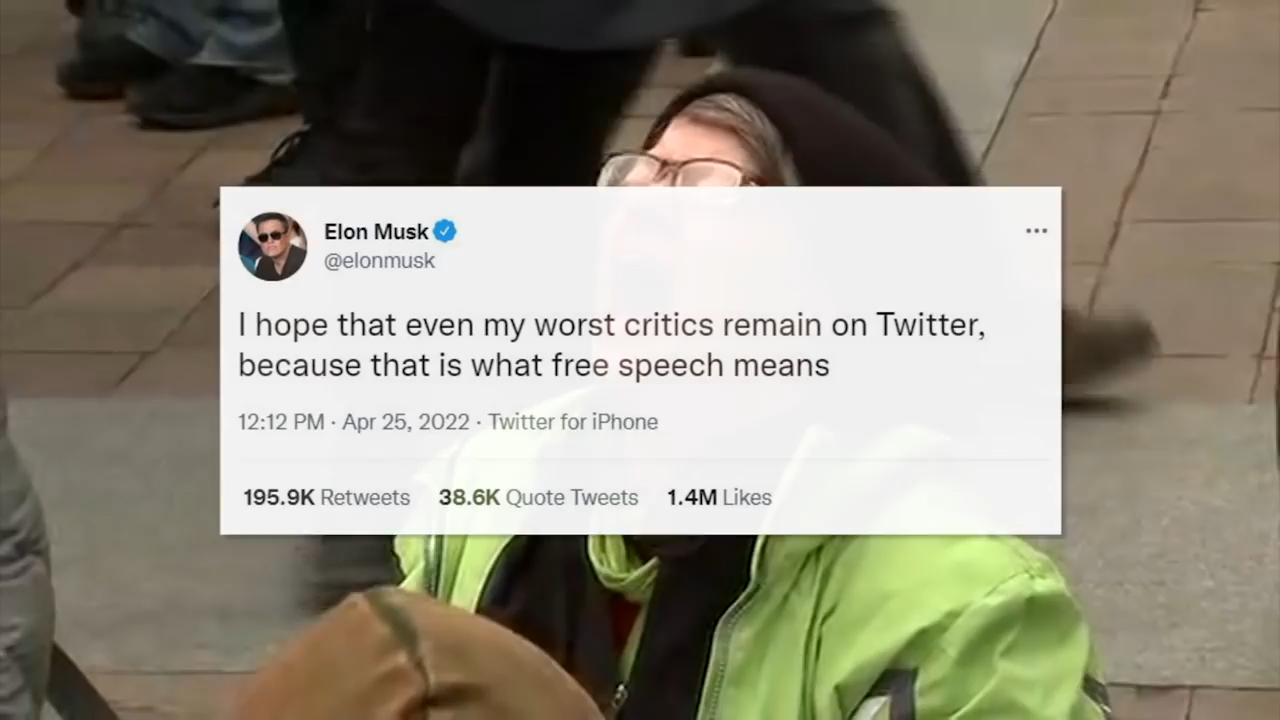 Elon Musk
@elonmusk
I hope that even my worst critics remain on Twitter,
because that is what free speech means
12:12 PM · Apr 25, 2022 · Twitter for iPhone
195.9K Retweets 38.6K Quote Tweets 1.4M Likes